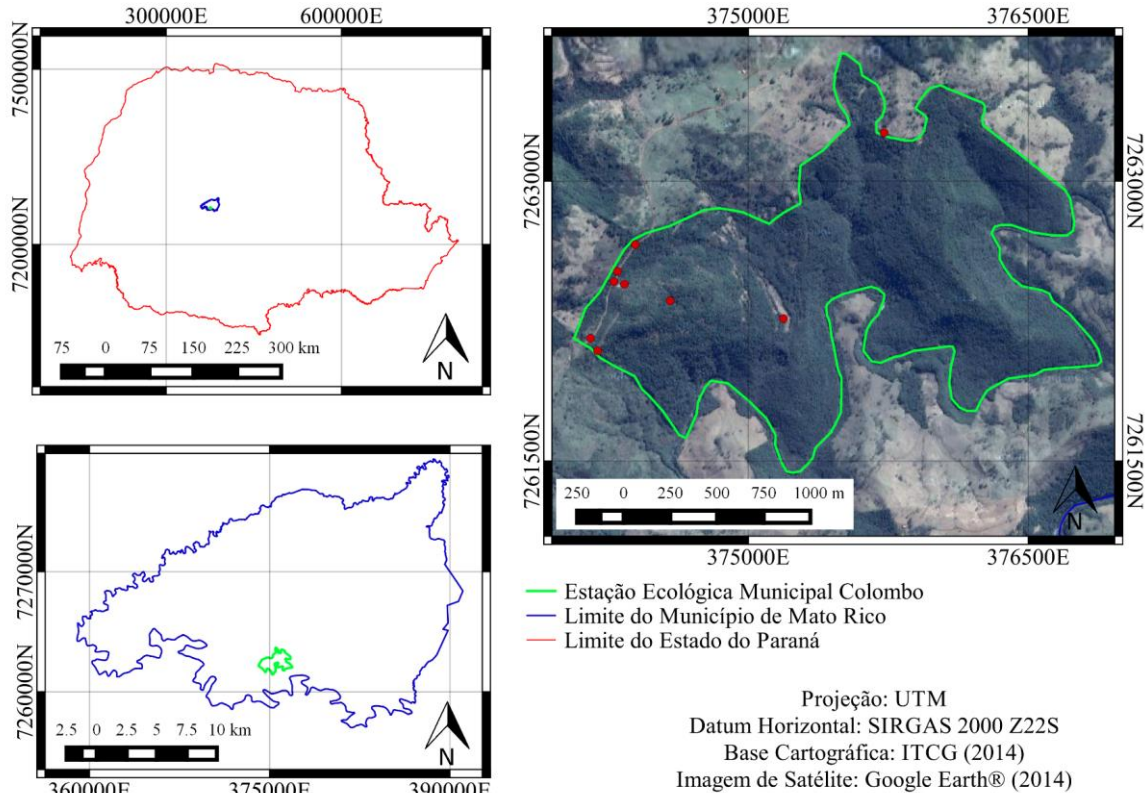 300000E 600000E
7500000N
7200000N
75 0 75 150 225 300 km
N
375000E 376500E
7263000N
7263000N
7261500N
7261500N
250 0 250 500 750 1000 m
N
375000E 376500E
7270000N
7260000N
2.5 0 2.5 5 7.5 10 km
N
360000E 375000E 390000E
Estação Ecológica Municipal Colombo
Limite do Município de Mato Rico
Limite do Estado do Paraná
Projeção: UTM
Datum Horizontal: SIRGAS 2000 Z22S
Base Cartográfica: ITCG (2014)
Imagem de Satélite: Google Earth® (2014)